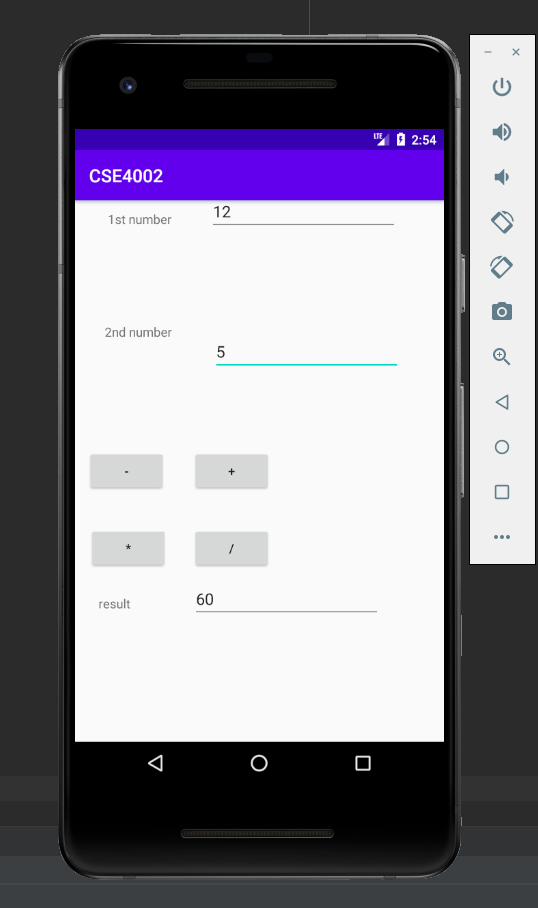 LTE 2:54
CSE4002
1st number 12
2nd number
5
- +
* /
result 60